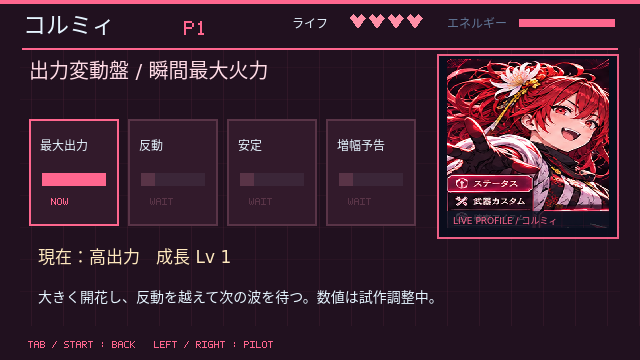 コルミィ P1 ライフ エネルギー
出力変動盤 / 瞬間最大火力
最大出力 反動 安定 増幅予告
NOW WAIT WAIT WAIT
ステータス
武器カスタム
LIVE PROFILE / コルミィ
現在：高出力 成長 Lv 1
大きく開花し、反動を越えて次の波を待つ。数値は試作調整中。
TAB / START : BACK LEFT / RIGHT : PILOT